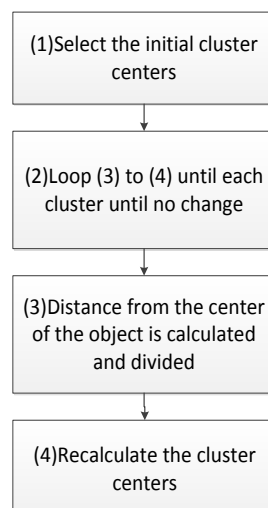 (1)Select the initial cluster
centers
(2)Loop (3) to (4) until each
cluster until no change
(3)Distance from the center
of the object is calculated
and divided
(4)Recalculate the cluster
centers